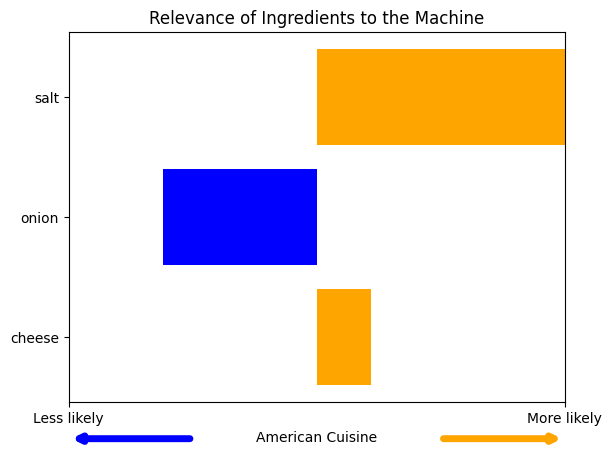 Relevance of Ingredients to the Machine
salt
onion
cheese
Less likely
More likely
American Cuisine